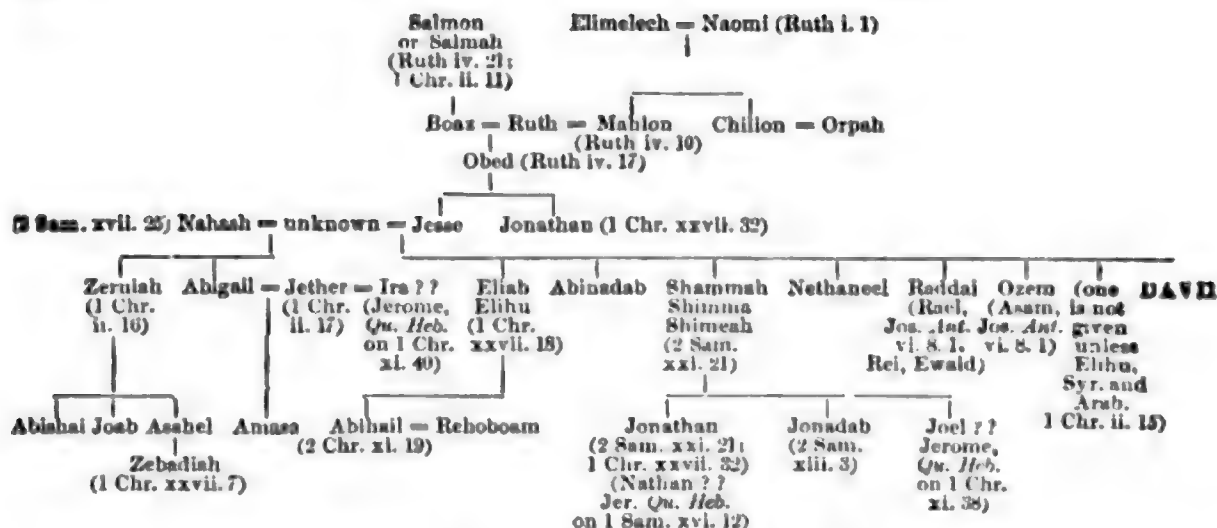 Salmon Elimelech = Naomi (Ruth i. 1)
or Salmah
(Ruth iv. 21;
1 Chr. ii. 11)
Boaz = Ruth = Mahlon Chilion = Orpah
(Ruth iv. 10)
Obed (Ruth iv. 17)
(2 Sam. xvii. 25) Nahash = unknown = Jesse Jonathan (1 Chr. xxvii. 32)
Zeruiah Abigail = Jether = Ira ?? Eliab Abinadab Shammah Nethaneel Raddai Ozem (one DAVID
(1 Chr. (1 Chr. (Jerome, Elihu Shimma (Rael, (Asam, is not
ii. 16) ii. 17) Qu. Heb. (1 Chr. Shimeah Jos. Ant. Jos. Ant. given
on 1 Chr. xxvii. 18) (2 Sam. vi. 8. 1. vi. 8. 1) unless
xi. 40) xxi. 21) Rei, Ewald) Elihu,
Syr. and
Arab.
1 Chr. ii. 15)
Abishai Joab Asahel Amasa Abihail = Rehoboam Jonathan Jonadab Joel ??
(2 Chr. xi. 19) (2 Sam. xxi. 21; (2 Sam. Jerome,
Zebadiah 1 Chr. xxvii. 32) xiii. 3) Qu. Heb.
(1 Chr. xxvii. 7) (Nathan ?? on 1 Chr.
Jer. Qu. Heb. xi. 38)
on 1 Sam. xvi. 12)